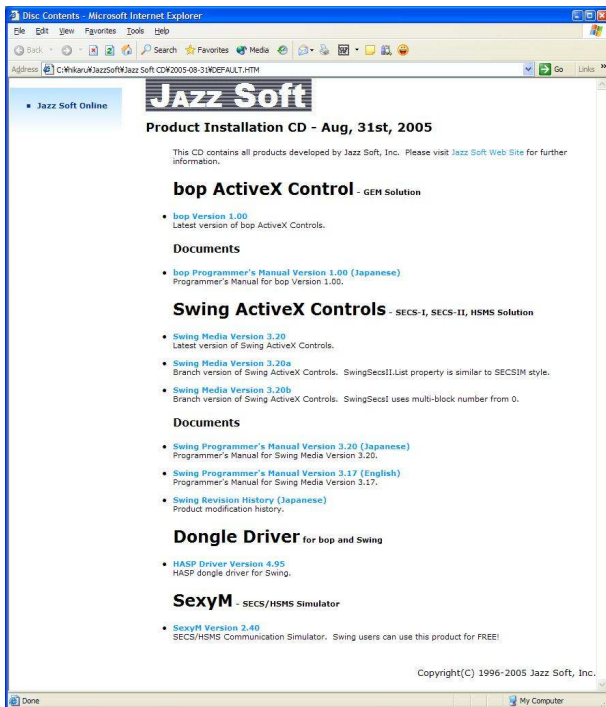 Disc Contents - Microsoft Internet Explorer
File Edit View Favorites Tools Help
Back Search Favorites Media
Address C:¥hikaru¥JazzSoft¥Jazz Soft CD¥2005-08-31¥DEFAULT.HTM Go Links »
Jazz Soft Online
JAZZ Soft
Product Installation CD - Aug, 31st, 2005
This CD contains all products developed by Jazz Soft, Inc. Please visit Jazz Soft Web Site for further
information.
bop ActiveX Control - GEM Solution
bop Version 1.00
Latest version of bop ActiveX Controls.
Documents
bop Programmer's Manual Version 1.00 (Japanese)
Programmer's Manual for bop Version 1.00.
Swing ActiveX Controls - SECS-I, SECS-II, HSMS Solution
Swing Media Version 3.20
Latest version of Swing ActiveX Controls.
Swing Media Version 3.20a
Branch version of Swing ActiveX Controls. SwingSecsII.List property is similar to SECSIM style.
Swing Media Version 3.20b
Branch version of Swing ActiveX Controls. SwingSecsI uses multi-block number from 0.
Documents
Swing Programmer's Manual Version 3.20 (Japanese)
Programmer's Manual for Swing Media Version 3.20.
Swing Programmer's Manual Version 3.17 (English)
Programmer's Manual for Swing Media Version 3.17.
Swing Revision History (Japanese)
Product modification history.
Dongle Driver for bop and Swing
HASP Driver Version 4.95
HASP dongle driver for Swing.
SexyM - SECS/HSMS Simulator
SexyM Version 2.40
SECS/HSMS Communication Simulator. Swing users can use this product for FREE!
Copyright(C) 1996-2005 Jazz Soft, Inc.
Done My Computer